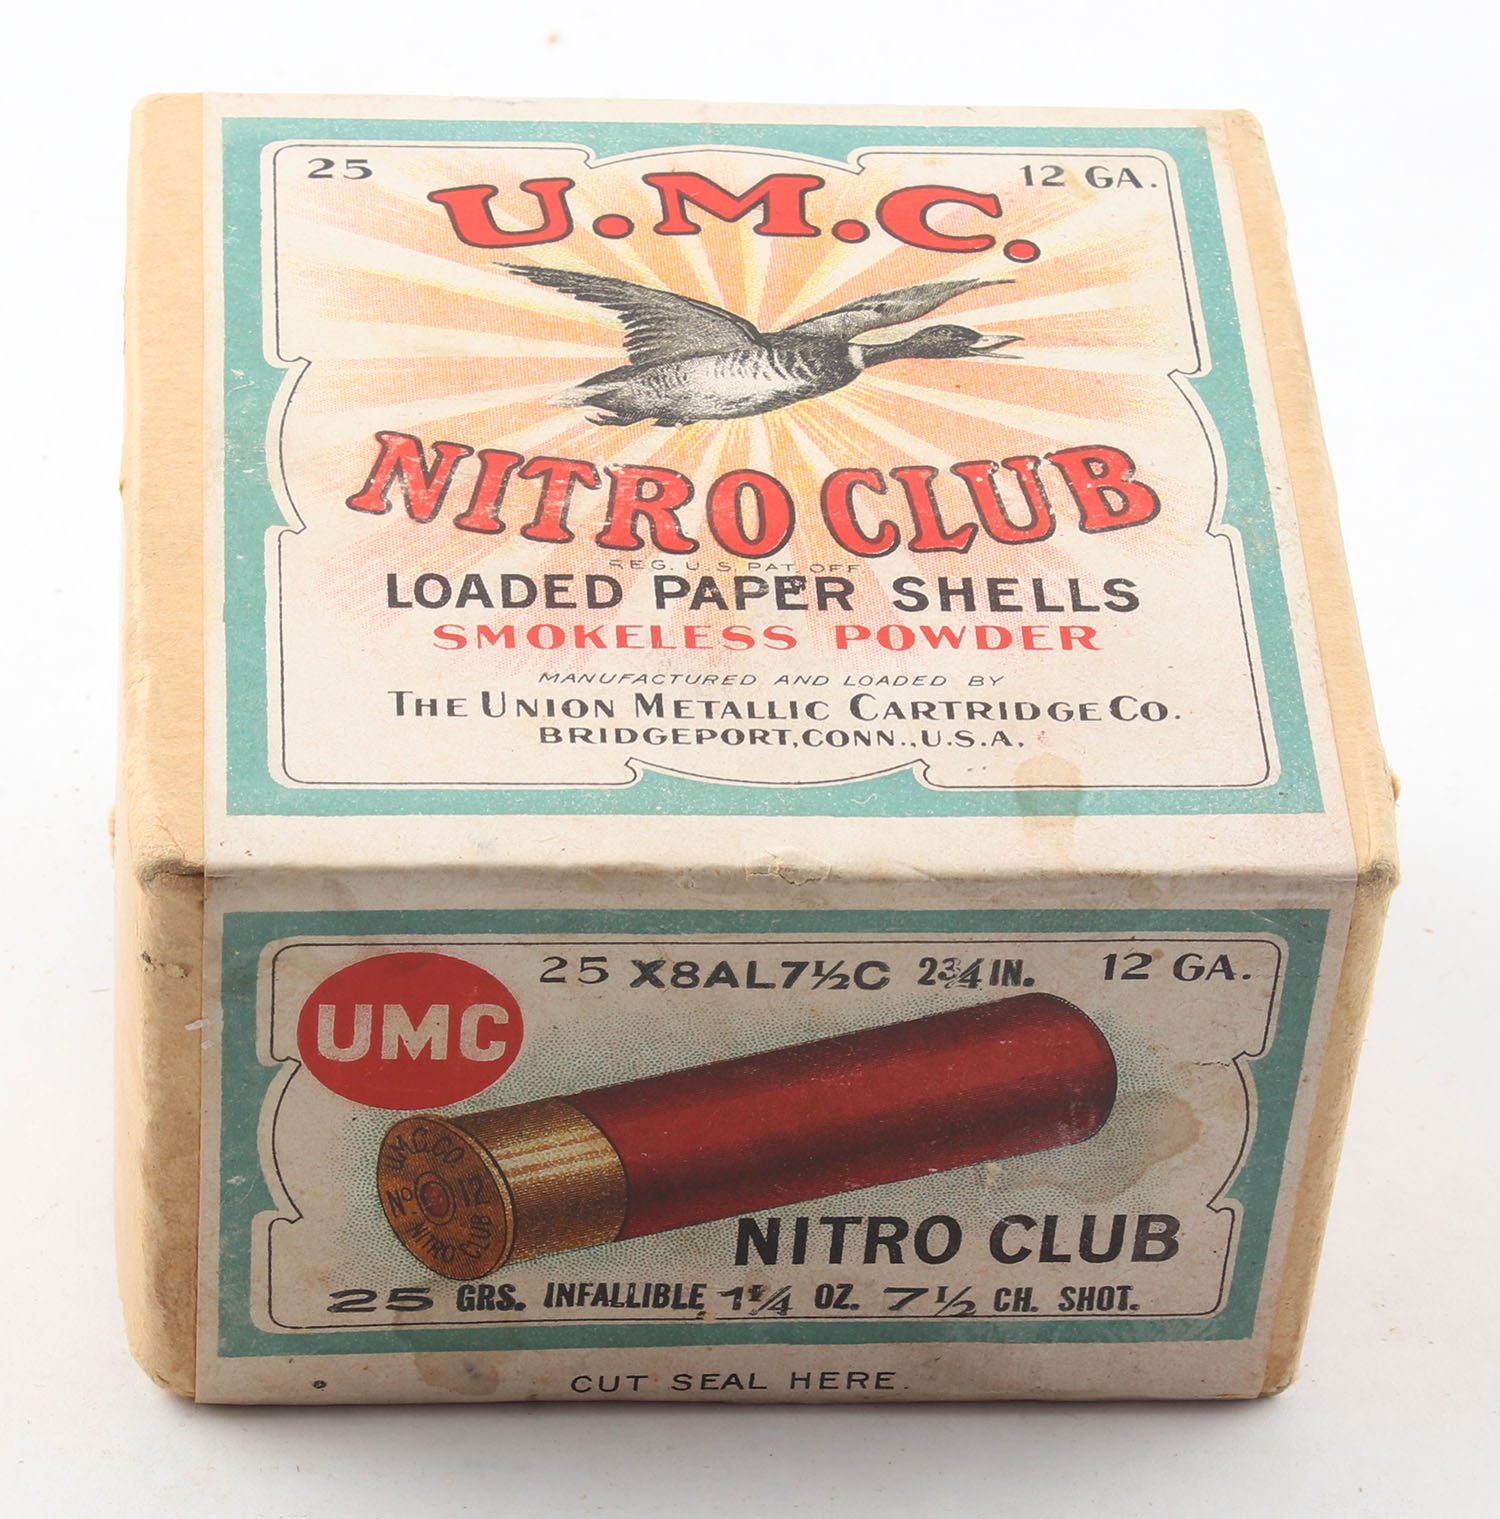 25
12 GA.
U.M.C.
NITRO CLUB
REG. U.S. PAT. OFF.
LOADED PAPER SHELLS
SMOKELESS POWDER
MANUFACTURED AND LOADED BY
THE UNION METALLIC CARTRIDGE CO.
BRIDGEPORT, CONN., U.S.A.
UMC
25 X8AL7½C 2¾ IN. 12 GA.
U.M.C. CO
No 12
NITRO CLUB
NITRO CLUB
25 GRS. INFALLIBLE 1¼ OZ. 7½ CH. SHOT.
CUT SEAL HERE.